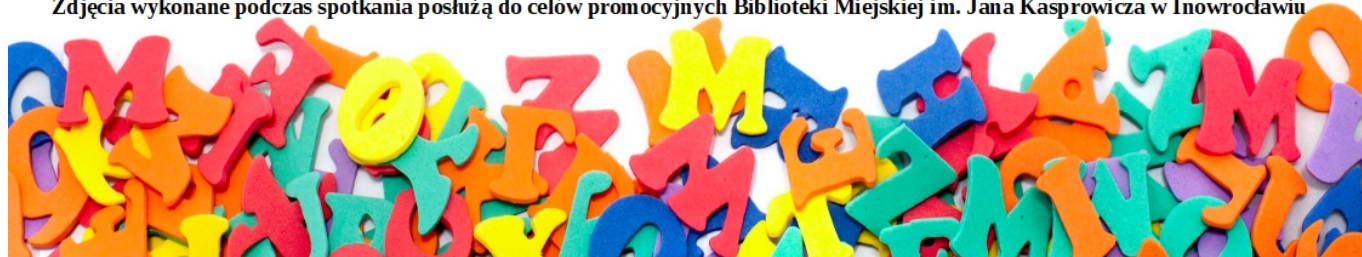 Zdjęcia wykonane podczas spotkania posłużą do celów promocyjnych Biblioteki Miejskiej im. Jana Kasprowicza w Inowrocławiu